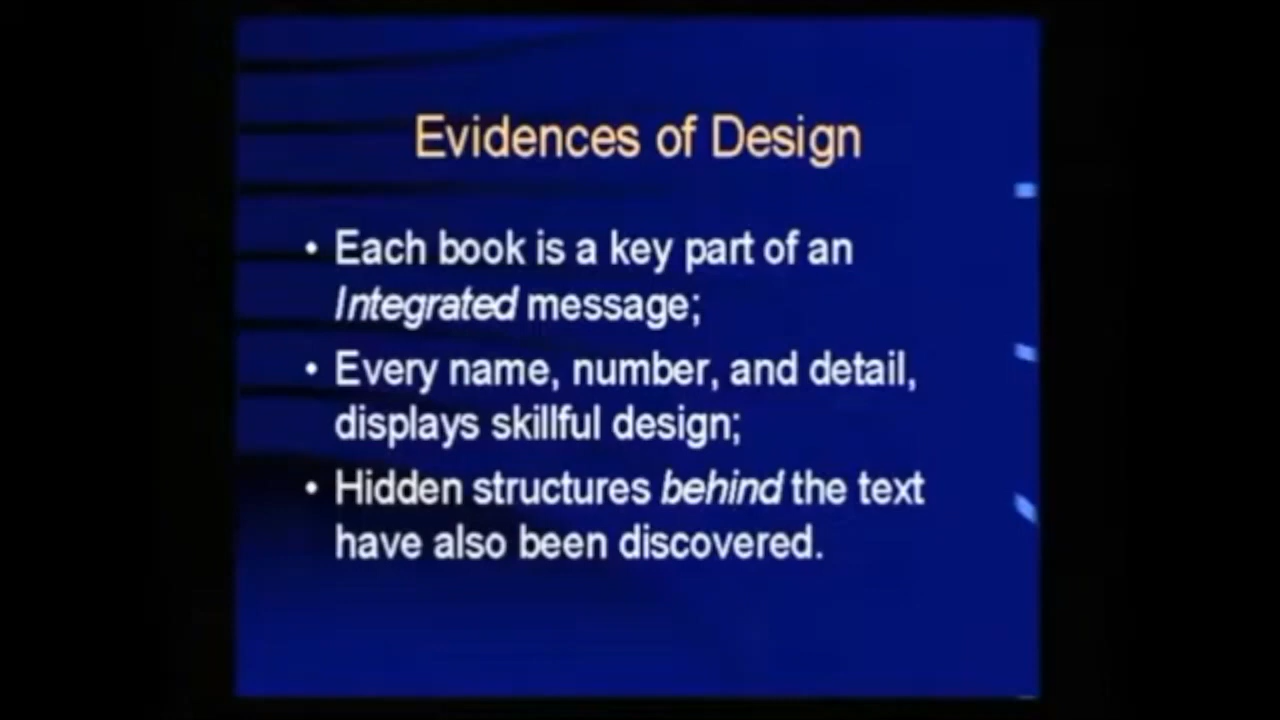 Evidences of Design
• Each book is a key part of an
Integrated message;
• Every name, number, and detail,
displays skillful design;
• Hidden structures behind the text
have also been discovered.